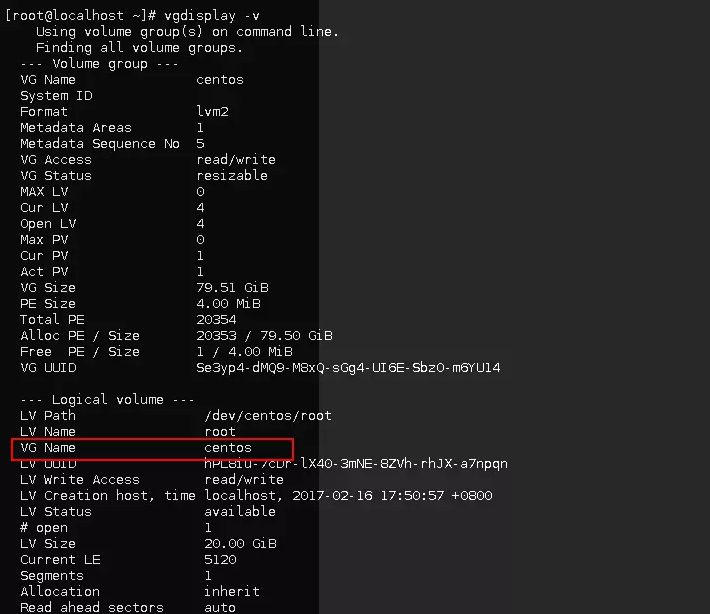 [root@localhost ~]# vgdisplay -v
Using volume group(s) on command line.
Finding all volume groups.
--- Volume group ---
VG Name centos
System ID
Format lvm2
Metadata Areas 1
Metadata Sequence No 5
VG Access read/write
VG Status resizable
MAX LV 0
Cur LV 4
Open LV 4
Max PV 0
Cur PV 1
Act PV 1
VG Size 79.51 GiB
PE Size 4.00 MiB
Total PE 20354
Alloc PE / Size 20353 / 79.50 GiB
Free PE / Size 1 / 4.00 MiB
VG UUID Se3yp4-dMQ9-M8xQ-sGg4-UI6E-SbzO-m6YU14
--- Logical volume ---
LV Path /dev/centos/root
LV Name root
VG Name centos
LV UUID hPL8iu-7cDr-lX40-3mNE-8ZVh-rhJX-a7npqn
LV Write Access read/write
LV Creation host, time localhost, 2017-02-16 17:50:57 +0800
LV Status available
# open 1
LV Size 20.00 GiB
Current LE 5120
Segments 1
Allocation inherit
Read ahead sectors auto